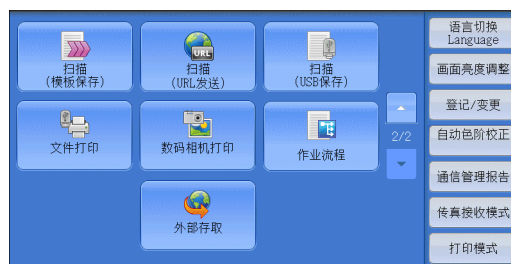 扫描
(模板保存)
URL
扫描
(URL发送)
扫描
(USB保存)
文件打印
数码相机打印
作业流程
2/2
外部存取
语言切换
Language
画面亮度调整
登记/变更
自动色阶校正
通信管理报告
传真接收模式
打印模式